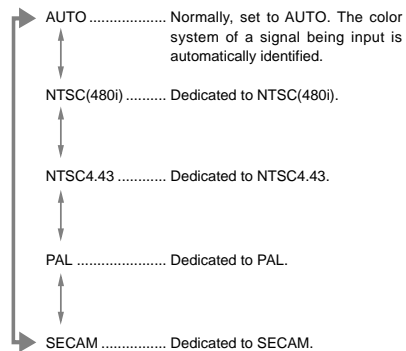 AUTO ................... Normally, set to AUTO. The color
system of a signal being input is
automatically identified.
NTSC(480i) .......... Dedicated to NTSC(480i).
NTSC4.43 ............ Dedicated to NTSC4.43.
PAL ...................... Dedicated to PAL.
SECAM ................ Dedicated to SECAM.